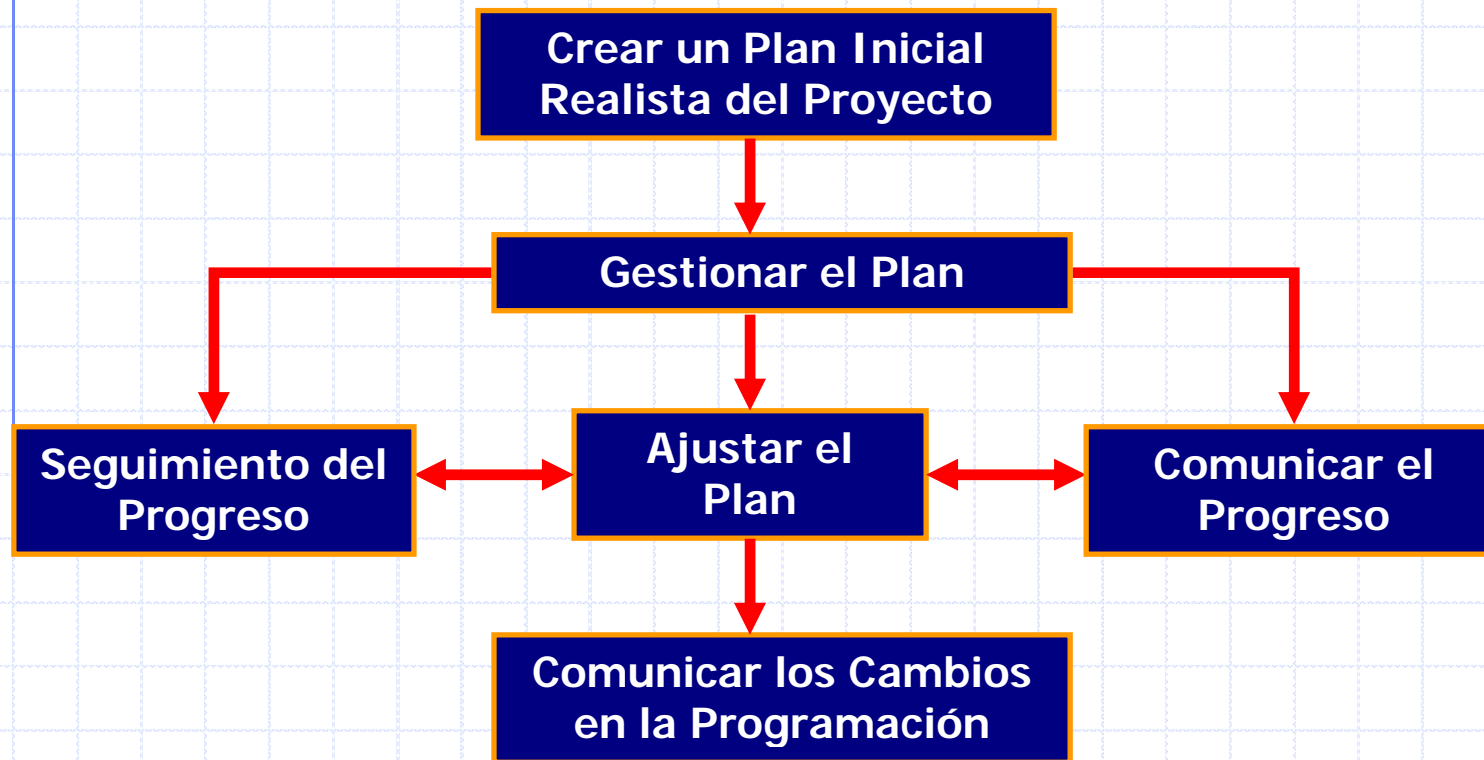 Crear un Plan Inicial
Realista del Proyecto
Gestionar el Plan
Seguimiento del
Progreso
Ajustar el
Plan
Comunicar el
Progreso
Comunicar los Cambios
en la Programación